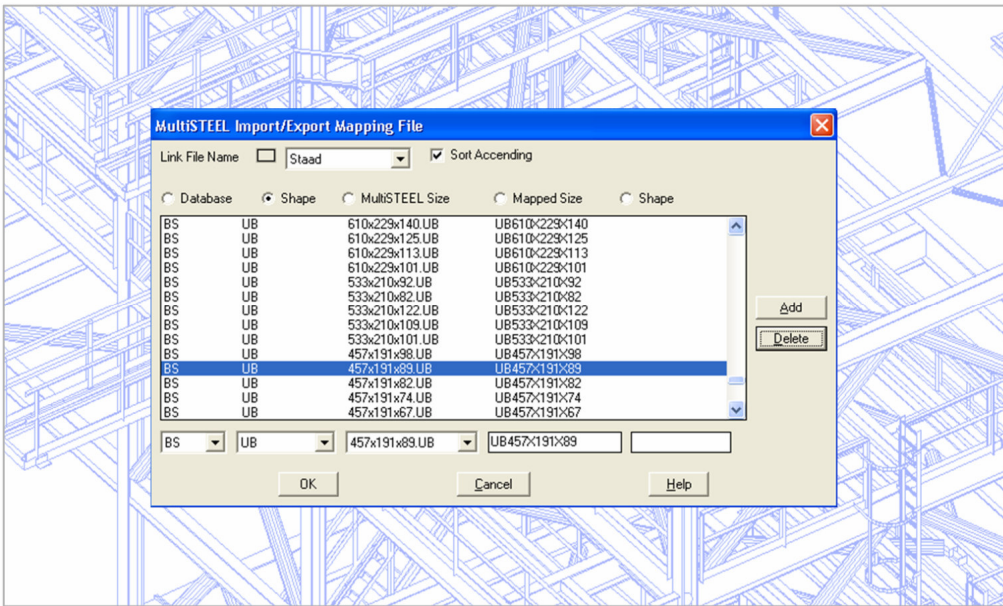 MultiSTEEL Import/Export Mapping File
Link File Name Staad Sort Accending
Database Shape MultiSTEEL Size Mapped Size Shape
BS UB 610x229x140.UB UB610X229X140
BS UB 610x229x125.UB UB610X229X125
BS UB 610x229x113.UB UB610X229X113
BS UB 610x229x101.UB UB610X229X101
BS UB 533x210x92.UB UB533X210X92
BS UB 533x210x82.UB UB533X210X82
BS UB 533x210x122.UB UB533X210X122
BS UB 533x210x109.UB UB533X210X109
BS UB 533x210x101.UB UB533X210X101
BS UB 457x191x98.UB UB457X191X98
BS UB 457x191x89.UB UB457X191X89
BS UB 457x191x82.UB UB457X191X82
BS UB 457x191x74.UB UB457X191X74
BS UB 457x191x67.UB UB457X191X67
Add
Delete
BS UB 457x191x89.UB UB457X191X89
OK Cancel Help